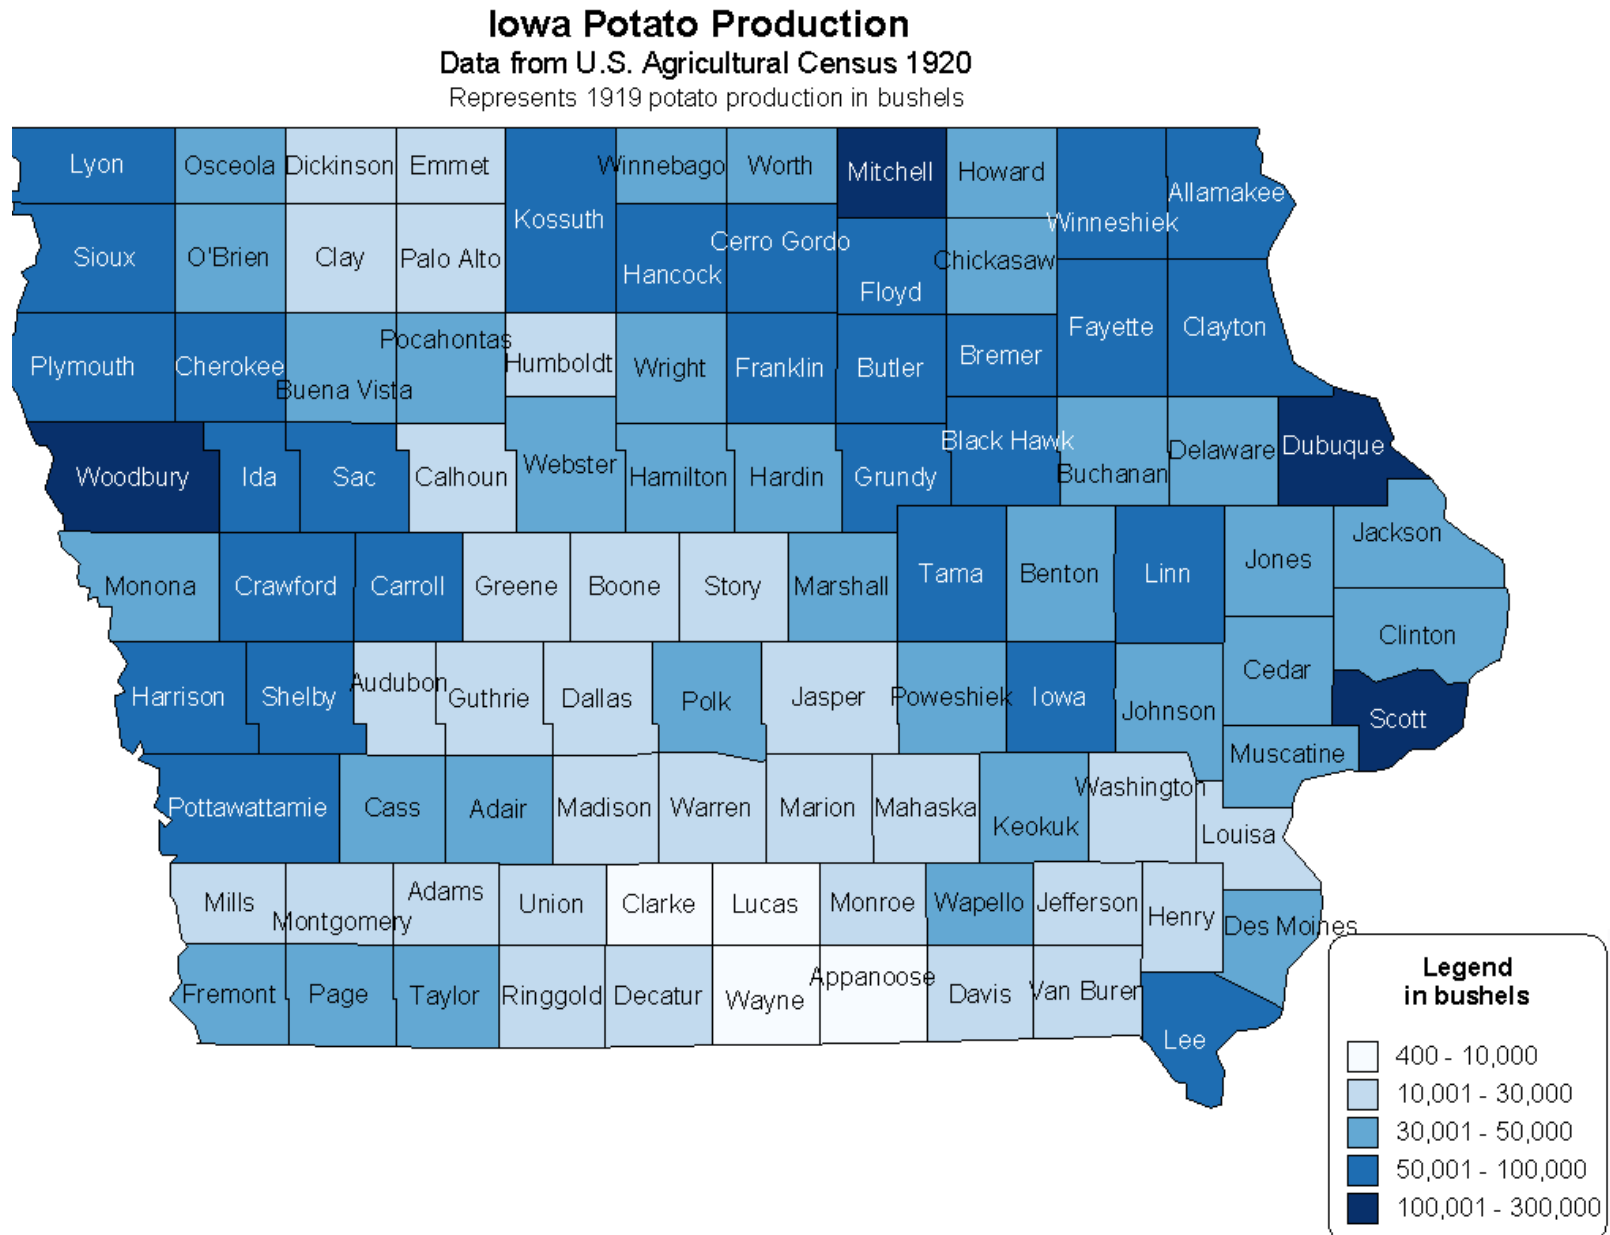 Iowa Potato Production
Data from U.S. Agricultural Census 1920
Represents 1919 potato production in bushels
Lyon
Osceola
Dickinson
Emmet
Kossuth
Winnebago
Worth
Mitchell
Howard
Winneshiek
Allamakee
Sioux
O'Brien
Clay
Palo Alto
Hancock
Cerro Gordo
Floyd
Chickasaw
Fayette
Clayton
Plymouth
Cherokee
Buena Vista
Pocahontas
Humboldt
Wright
Franklin
Butler
Bremer
Woodbury
Ida
Sac
Calhoun
Webster
Hamilton
Hardin
Grundy
Black Hawk
Buchanan
Delaware
Dubuque
Monona
Crawford
Carroll
Greene
Boone
Story
Marshall
Tama
Benton
Linn
Jones
Jackson
Clinton
Harrison
Shelby
Audubon
Guthrie
Dallas
Polk
Jasper
Poweshiek
Iowa
Johnson
Cedar
Scott
Muscatine
Pottawattamie
Cass
Adair
Madison
Warren
Marion
Mahaska
Keokuk
Washington
Louisa
Mills
Montgomery
Adams
Union
Clarke
Lucas
Monroe
Wapello
Jefferson
Henry
Des Moines
Fremont
Page
Taylor
Ringgold
Decatur
Wayne
Appanoose
Davis
Van Buren
Lee
Legend
in bushels
400 - 10,000
10,001 - 30,000
30,001 - 50,000
50,001 - 100,000
100,001 - 300,000